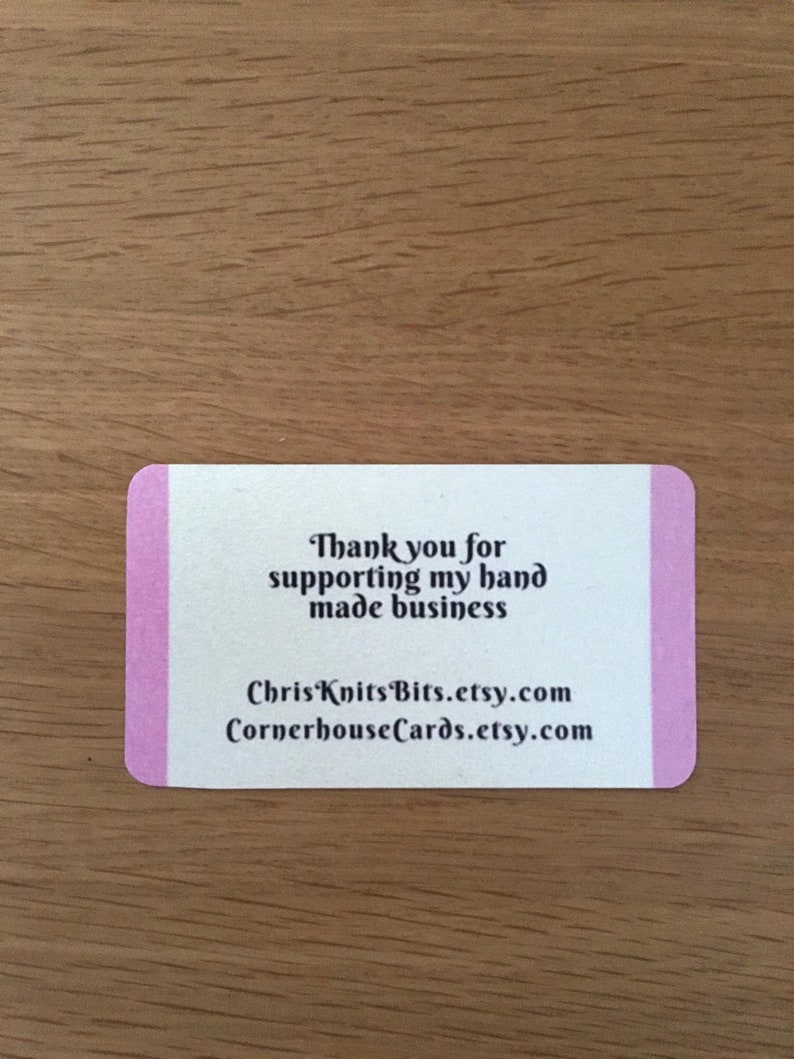 Thank you for
supporting my hand
made business
ChrisKnitsBits.etsy.com
CornerhouseCards.etsy.com